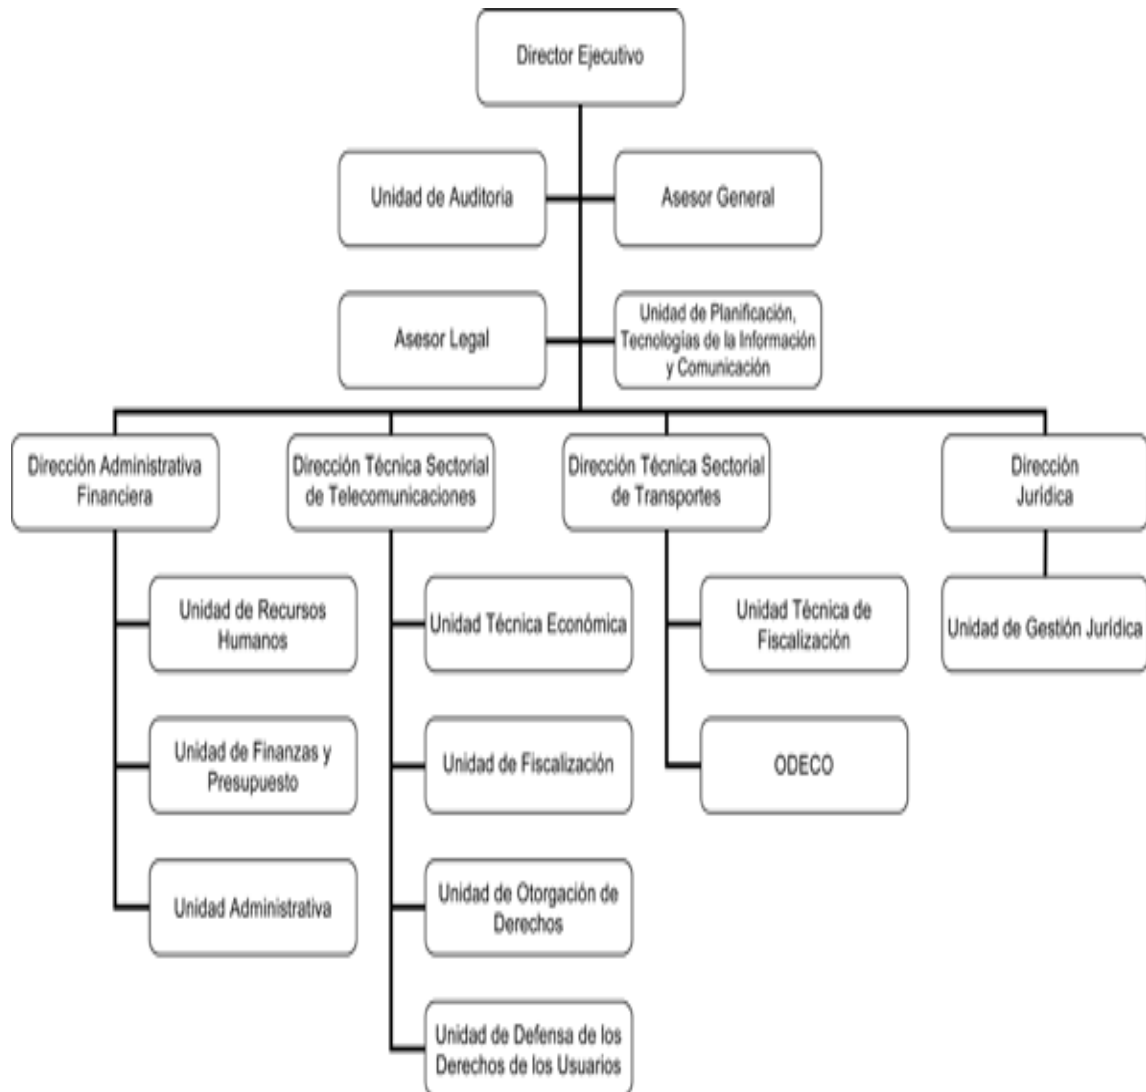 Director Ejecutivo
Unidad de Auditoria
Asesor General
Asesor Legal
Unidad de Planificación,
Tecnologías de la Información
y Comunicación
Dirección Administrativa
Financiera
Dirección Técnica Sectorial
de Telecomunicaciones
Dirección Técnica Sectorial
de Transportes
Dirección
Jurídica
Unidad de Recursos
Humanos
Unidad Técnica Económica
Unidad Técnica de
Fiscalización
Unidad de Gestión Jurídica
Unidad de Finanzas y
Presupuesto
Unidad de Fiscalización
ODECO
Unidad Administrativa
Unidad de Otorgación de
Derechos
Unidad de Defensa de los
Derechos de los Usuarios